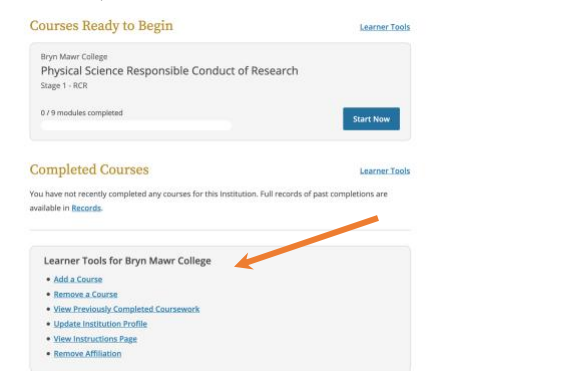 Courses Ready to Begin
Learner Tools
Bryn Mawr College
Physical Science Responsible Conduct of Research
Stage 1 - RCR
0 / 9 modules completed
Start Now
Completed Courses
Learner Tools
You have not recently completed any courses for this institution. Full records of past completions are
available in Records.
Learner Tools for Bryn Mawr College
• Add a Course
• Remove a Course
• View Previously Completed Coursework
• Update Institution Profile
• View Instructions Page
• Remove Affiliation